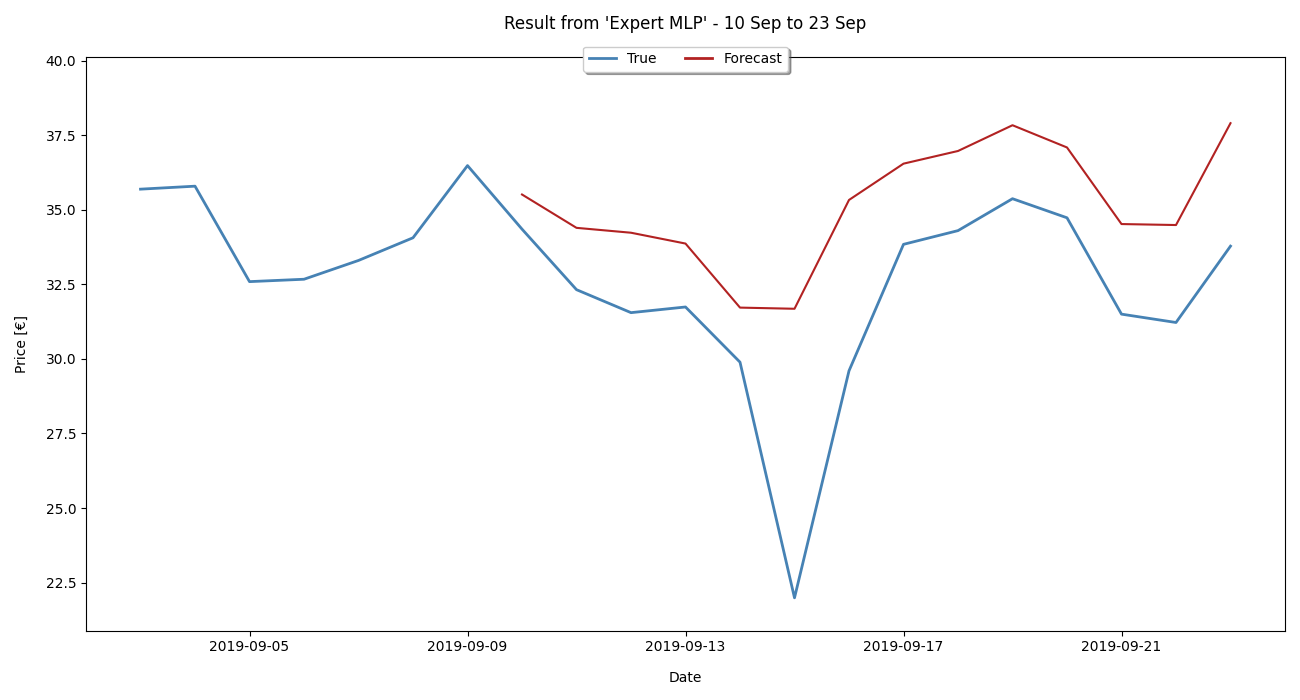 Result from 'Expert MLP' - 10 Sep to 23 Sep
True Forecast
40.0
37.5
35.0
32.5
30.0
27.5
25.0
22.5
Price [€]
2019-09-05 2019-09-09 2019-09-13 2019-09-17 2019-09-21
Date